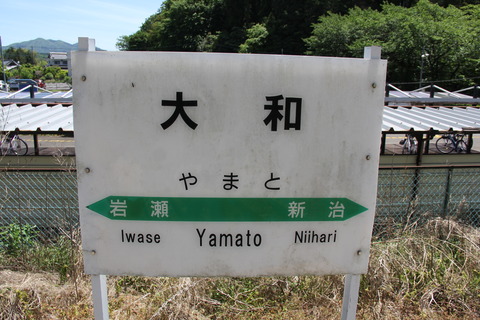 大和
やまと
岩瀬 新治
Iwase Yamato Niihari